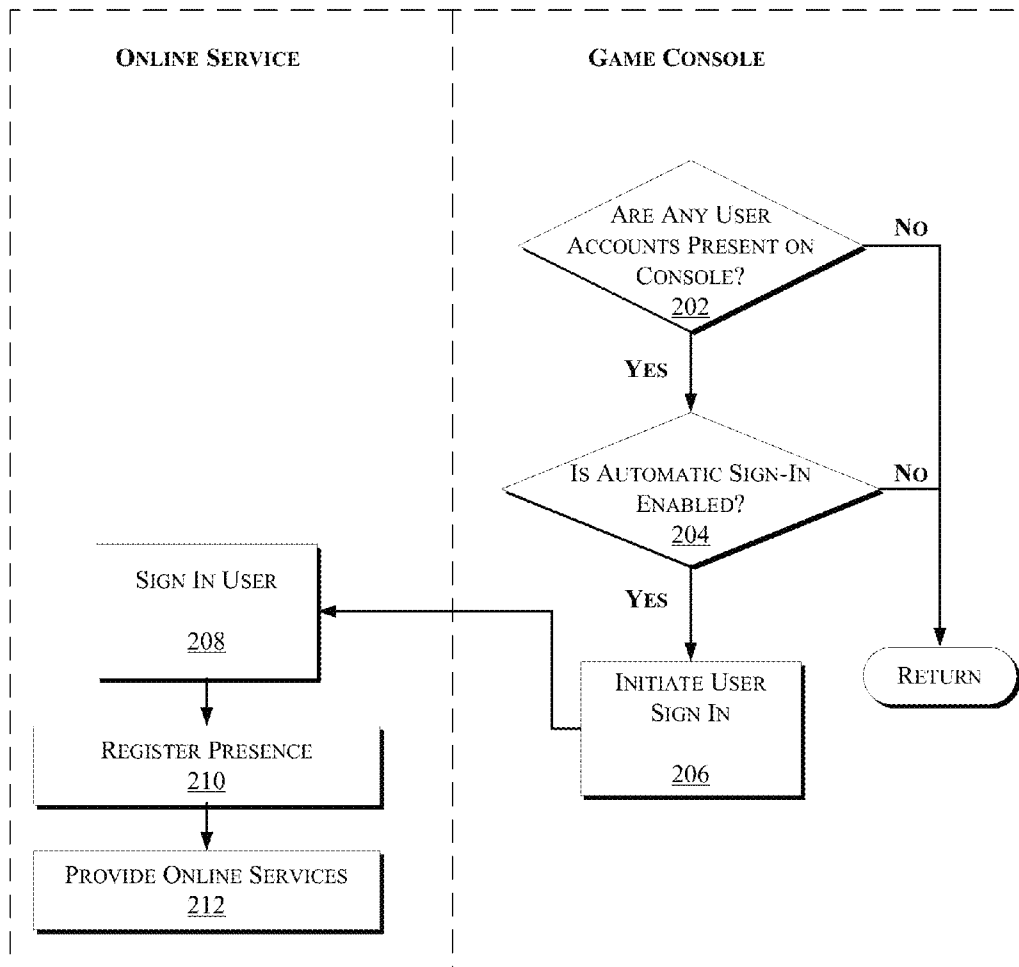 ONLINE SERVICE
GAME CONSOLE
ARE ANY USER
ACCOUNTS PRESENT ON
CONSOLE?
202
NO
YES
IS AUTOMATIC SIGN-IN
ENABLED?
204
NO
YES
SIGN IN USER
208
INITIATE USER
SIGN IN
206
RETURN
REGISTER PRESENCE
210
PROVIDE ONLINE SERVICES
212